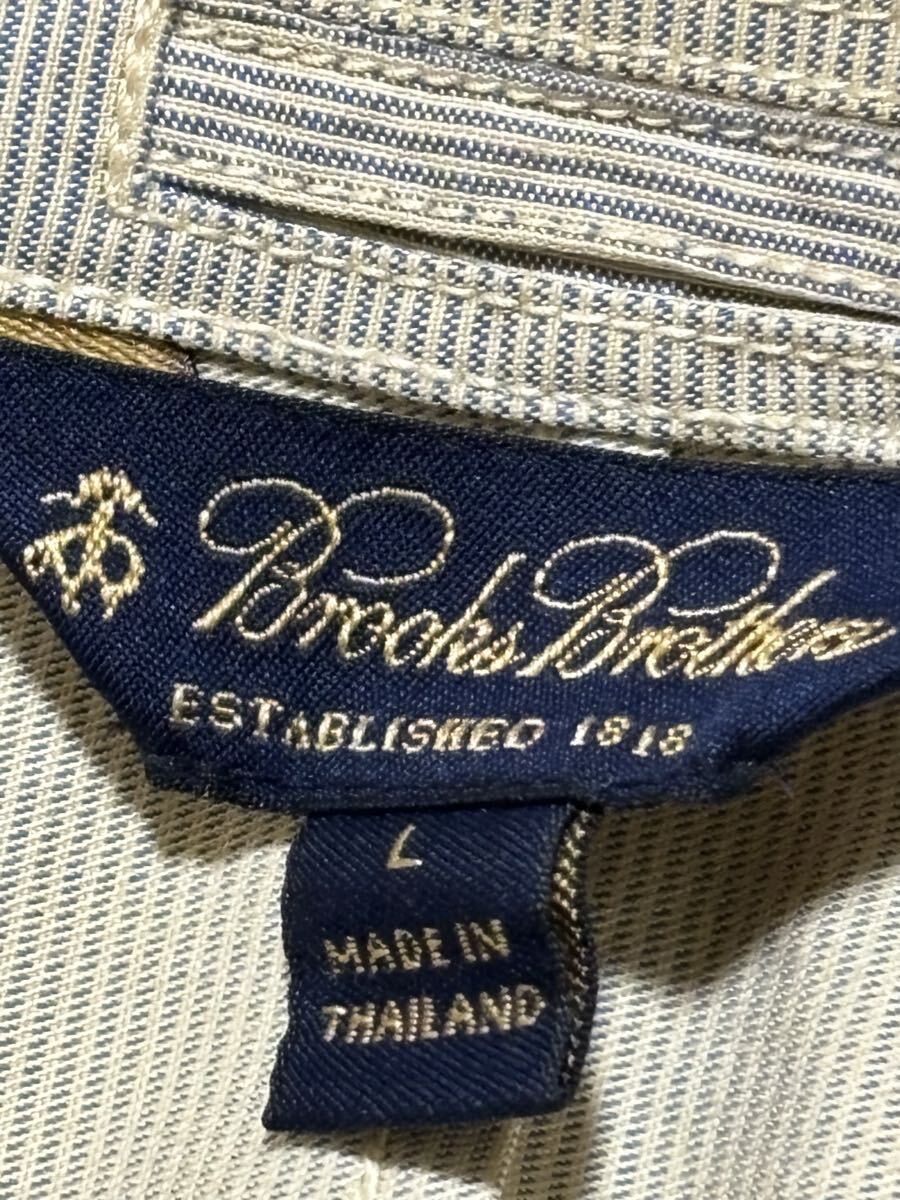 Brooks Brothers
ESTABLISHED 1818
L
MADE IN
THAILAND